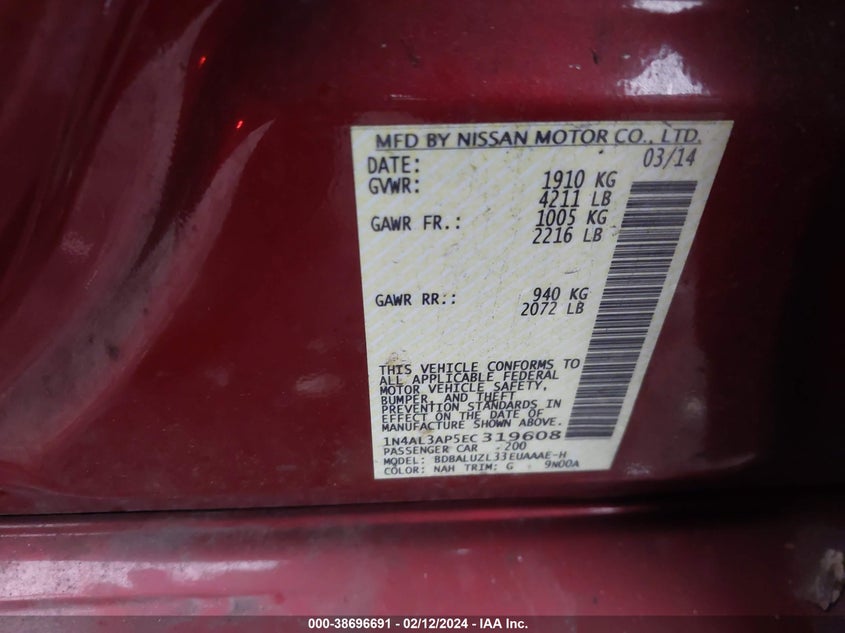 MFD BY NISSAN MOTOR CO., LTD.
DATE: 03/14
GVWR: 1910 KG
4211 LB
GAWR FR.: 1005 KG
2216 LB
GAWR RR.: 940 KG
2072 LB
THIS VEHICLE CONFORMS TO
ALL APPLICABLE FEDERAL
MOTOR VEHICLE SAFETY,
BUMPER, AND THEFT
PREVENTION STANDARDS IN
EFFECT ON THE DATE OF
MANUFACTURE SHOWN ABOVE.
1N4AL3AP5EC319608
PASSENGER CAR 200
MODEL: BDBALUZL33EUAAAE-H
COLOR: NAH TRIM: G 9N00A
000-38696691 - 02/12/2024 - IAA Inc.